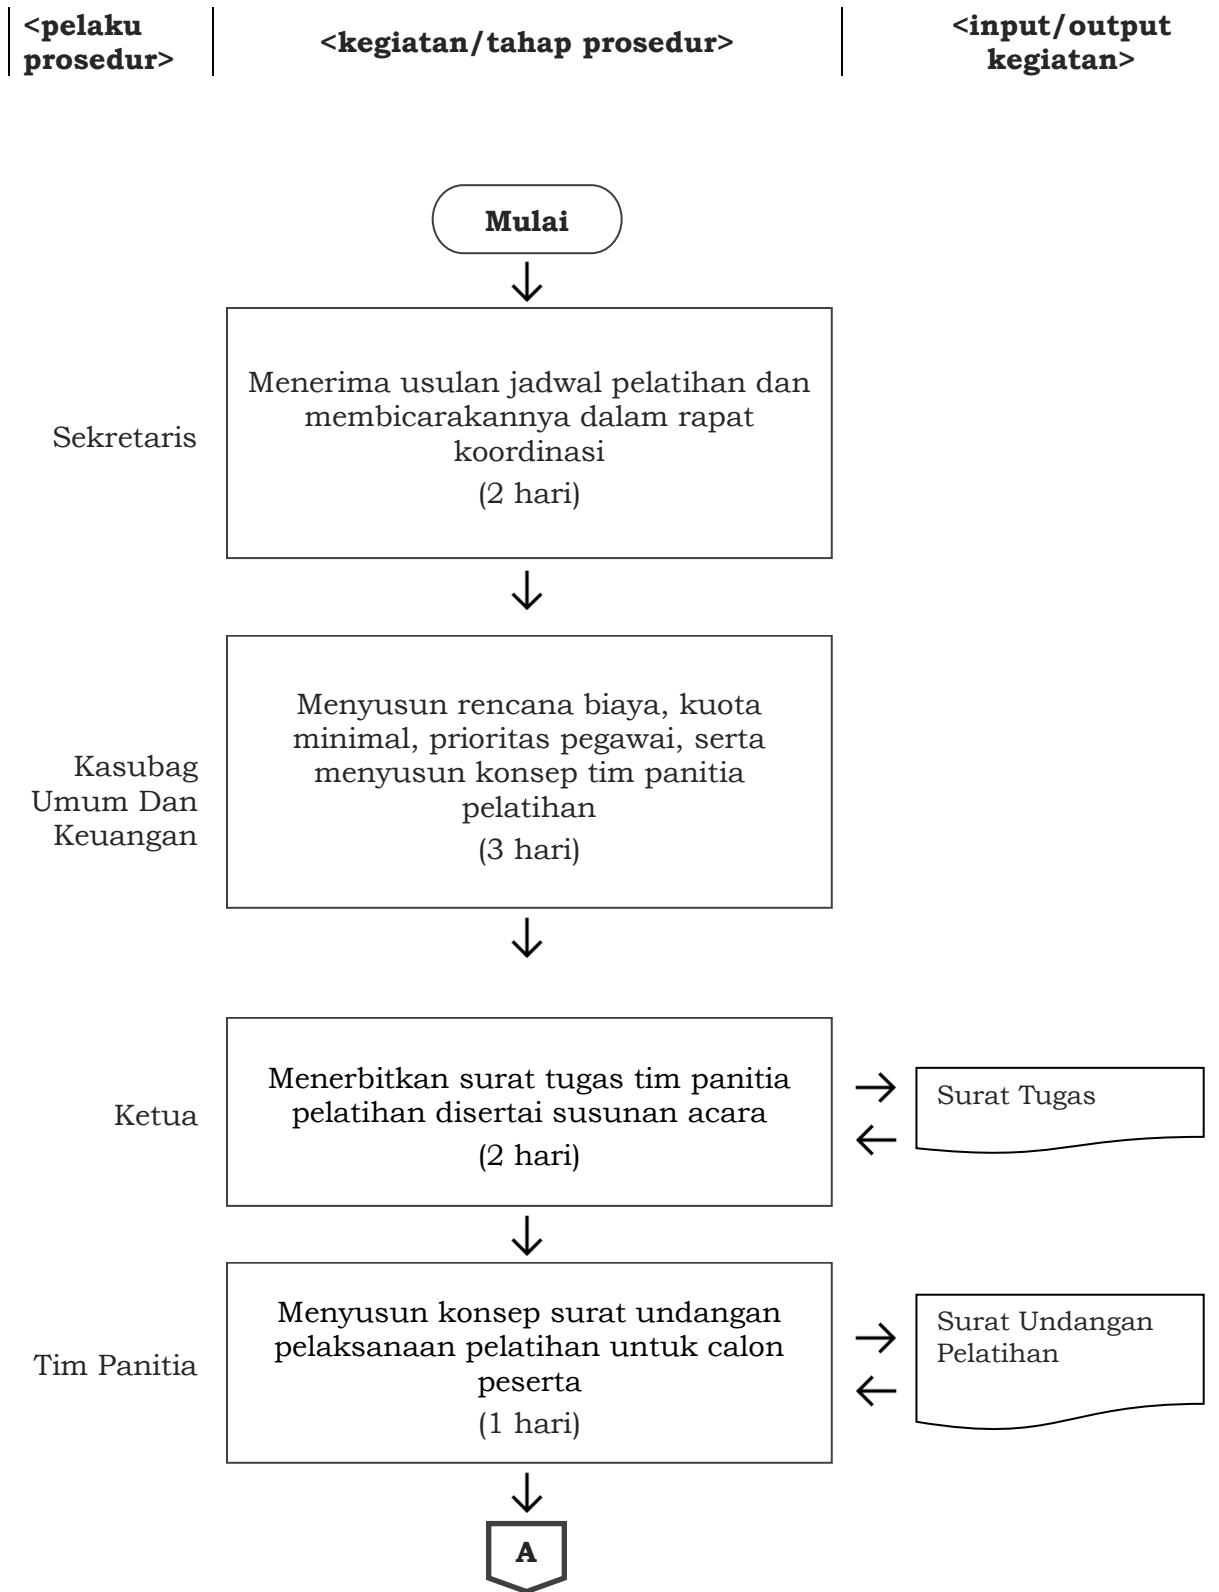 <pelaku
prosedur>
<kegiatan/tahap prosedur>
<input/output
kegiatan>
Mulai
Sekretaris
Menerima usulan jadwal pelatihan dan
membicarakannya dalam rapat
koordinasi
(2 hari)
Kasubag
Umum Dan
Keuangan
Menyusun rencana biaya, kuota
minimal, prioritas pegawai, serta
menyusun konsep tim panitia
pelatihan
(3 hari)
Ketua
Menerbitkan surat tugas tim panitia
pelatihan disertai susunan acara
(2 hari)
Surat Tugas
Tim Panitia
Menyusun konsep surat undangan
pelaksanaan pelatihan untuk calon
peserta
(1 hari)
Surat Undangan
Pelatihan
A